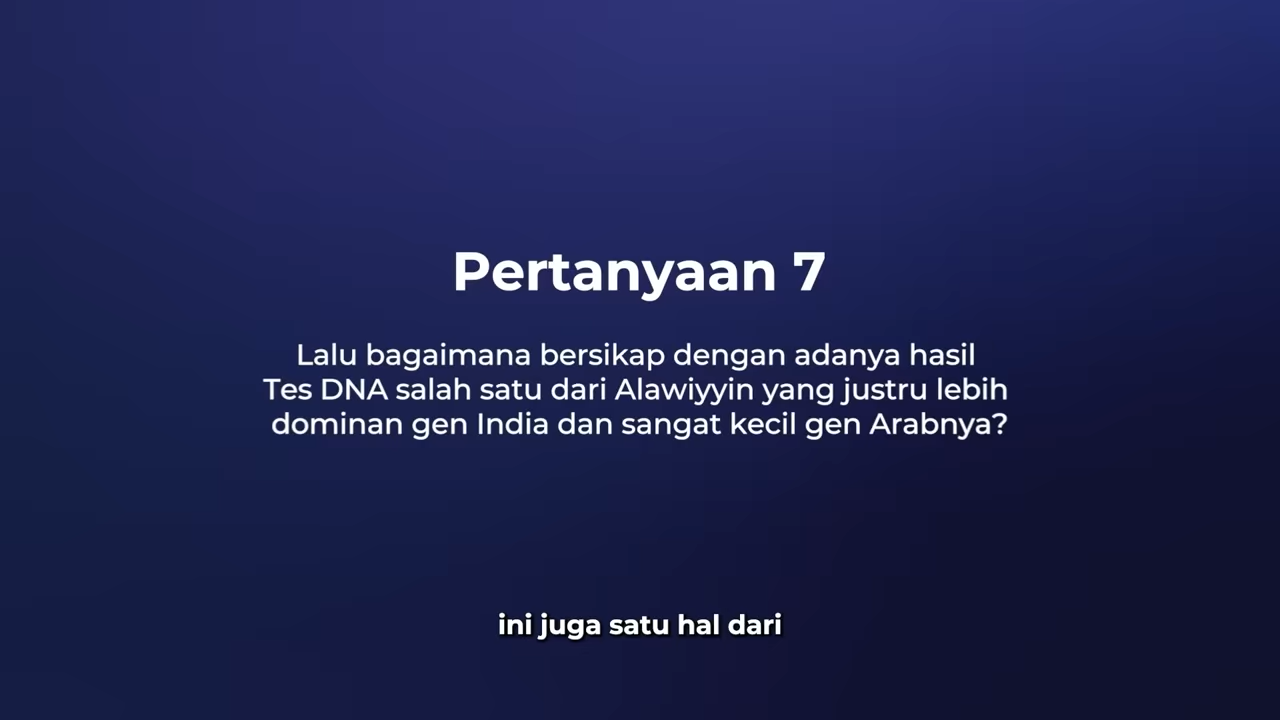 Pertanyaan 7
Lalu bagaimana bersikap dengan adanya hasil
Tes DNA salah satu dari Alawiyyin yang justru lebih
dominan gen India dan sangat kecil gen Arabnya?
ini juga satu hal dari